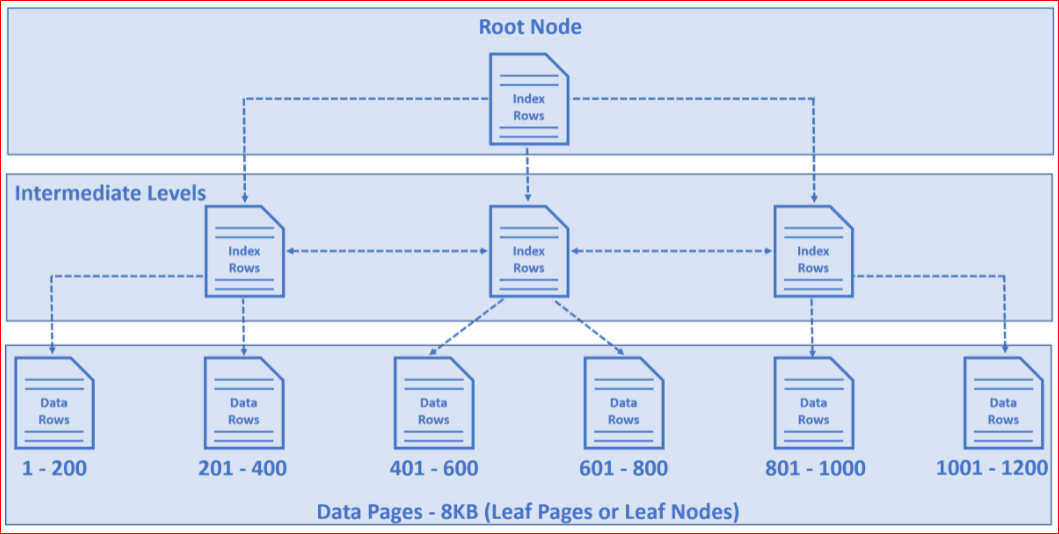 Root Node
Index
Rows
Intermediate Levels
Index
Rows
Index
Rows
Index
Rows
Data
Rows
Data
Rows
Data
Rows
Data
Rows
Data
Rows
Data
Rows
1 - 200
201 - 400
401 - 600
601 - 800
801 - 1000
1001 - 1200
Data Pages - 8KB (Leaf Pages or Leaf Nodes)